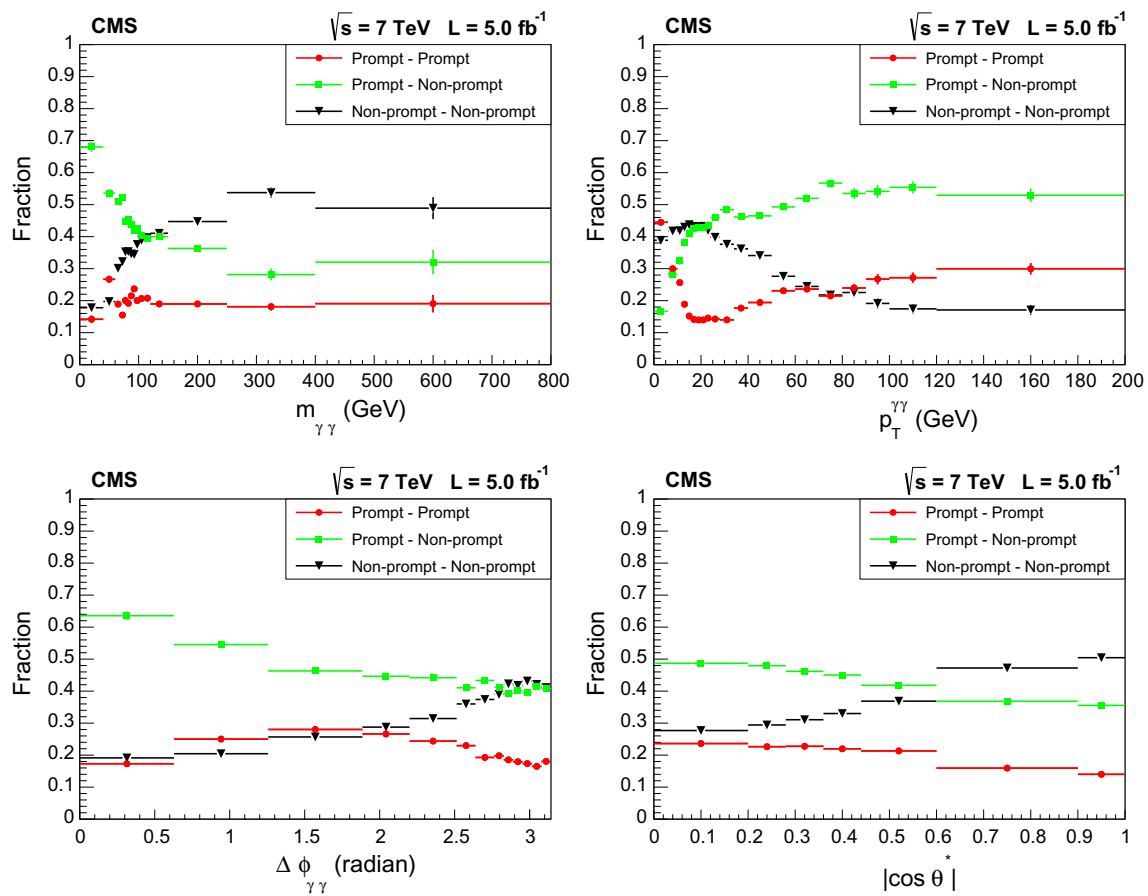 CMS √s = 7 TeV L = 5.0 fb⁻¹
Prompt - Prompt
Prompt - Non-prompt
Non-prompt - Non-prompt
Fraction
1
0.9
0.8
0.7
0.6
0.5
0.4
0.3
0.2
0.1
0
0 100 200 300 400 500 600 700 800
m_γγ (GeV)
CMS √s = 7 TeV L = 5.0 fb⁻¹
Prompt - Prompt
Prompt - Non-prompt
Non-prompt - Non-prompt
Fraction
1
0.9
0.8
0.7
0.6
0.5
0.4
0.3
0.2
0.1
0
0 20 40 60 80 100 120 140 160 180 200
p_T^γγ (GeV)
CMS √s = 7 TeV L = 5.0 fb⁻¹
Prompt - Prompt
Prompt - Non-prompt
Non-prompt - Non-prompt
Fraction
1
0.9
0.8
0.7
0.6
0.5
0.4
0.3
0.2
0.1
0
0 0.5 1 1.5 2 2.5 3
Δ ϕ_γγ (radian)
CMS √s = 7 TeV L = 5.0 fb⁻¹
Prompt - Prompt
Prompt - Non-prompt
Non-prompt - Non-prompt
Fraction
1
0.9
0.8
0.7
0.6
0.5
0.4
0.3
0.2
0.1
0
0 0.1 0.2 0.3 0.4 0.5 0.6 0.7 0.8 0.9 1
|cos θ*|